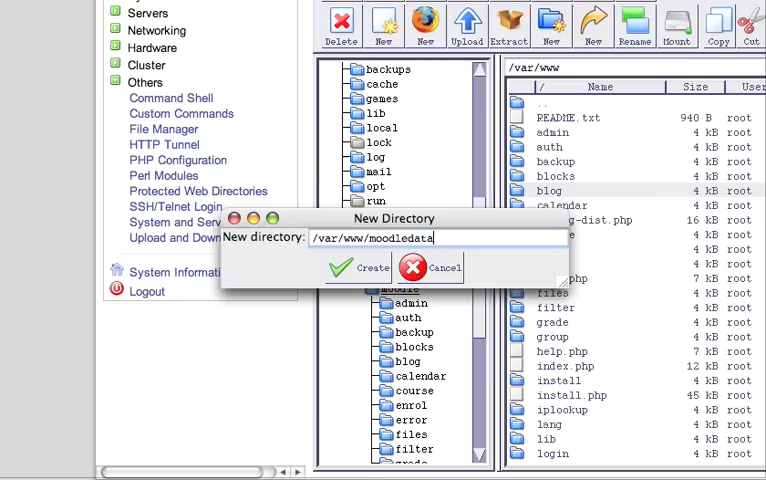 Servers
Networking
Hardware
Cluster
Others
Command Shell
Custom Commands
File Manager
HTTP Tunnel
PHP Configuration
Perl Modules
Protected Web Directories
SSH/Telnet Login
System and Serv
Upload and Down
System Informati
Logout
Delete New New Upload Extract New New Rename Mount Copy Cut
backups
cache
games
lib
local
lock
log
mail
opt
run
moodle
admin
auth
backup
blocks
blog
calendar
course
enrol
error
files
filter
grade
/var/www
/ Name Size User
..
README.txt 940 B root
admin 4 kB root
auth 4 kB root
backup 4 kB root
blocks 4 kB root
blog 4 kB root
calendar 4 kB root
g-dist.php 16 kB root
e 4 kB root
4 kB root
4 kB root
.php 7 kB root
files 4 kB root
filter 4 kB root
grade 4 kB root
group 4 kB root
help.php 7 kB root
index.php 12 kB root
install 4 kB root
install.php 45 kB root
iplookup 4 kB root
lang 4 kB root
lib 4 kB root
login 4 kB root
New Directory
New directory: /var/www/moodledata
Create Cancel